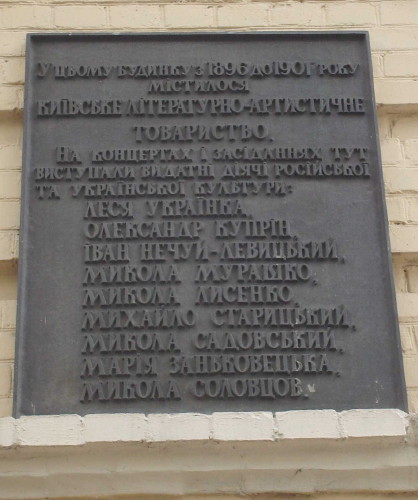 У ЦЬОМУ БУДИНКУ З 1896 ДО 1901 РОКУ
МІСТИЛОСЯ
КИЇВСЬКЕ ЛІТЕРАТУРНО-АРТИСТИЧНЕ
ТОВАРИСТВО.
НА КОНЦЕРТАХ І ЗАСІДАННЯХ ТУТ
ВИСТУПАЛИ ВИДАТНІ ДІЯЧІ РОСІЙСЬКОЇ
ТА УКРАЇНСЬКОЇ КУЛЬТУРИ:
ЛЕСЯ УКРАЇНКА,
ОЛЕКСАНДР КУПРІН,
ІВАН НЕЧУЙ-ЛЕВИЦЬКИЙ,
МИКОЛА МУРАШКО,
МИКОЛА ЛИСЕНКО,
МИХАЙЛО СТАРИЦЬКИЙ,
МИКОЛА САДОВСЬКИЙ,
МАРІЯ ЗАНЬКОВЕЦЬКА,
МИКОЛА СОЛОВЦОВ.